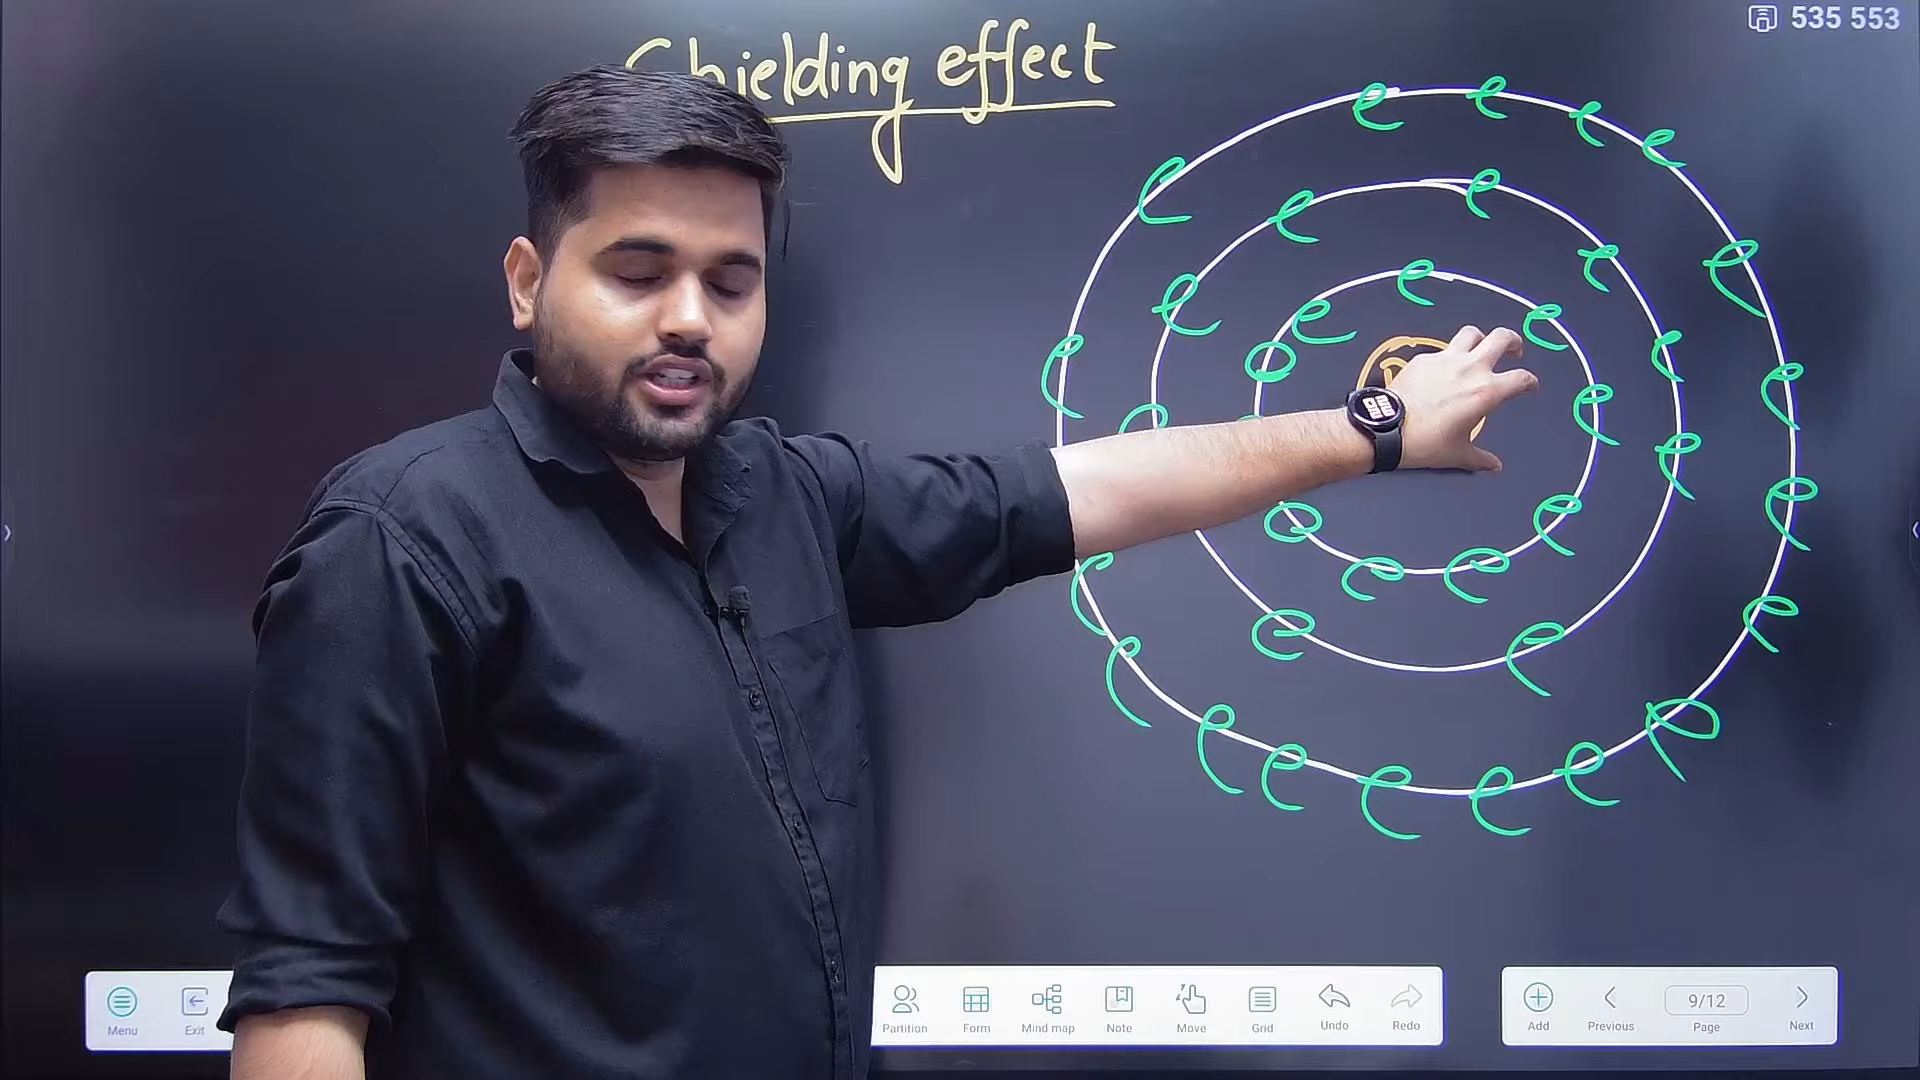 535 553
Shielding effect
e e e e
e e e
e e e
e e e e
e e e
e e e
e e e
e e e e
e e e e
e e e
e e e e e
Menu Exit Partition Form Mind map Note Move Grid Undo Redo Add Previous 9/12 Page Next